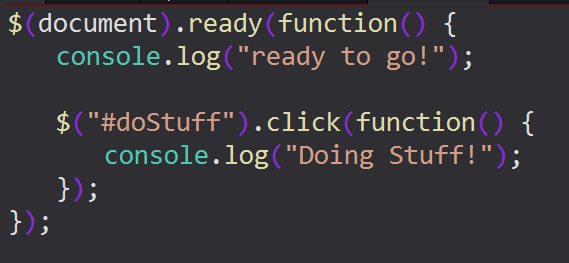 $(document).ready(function() {
    console.log("ready to go!");

    $("#doStuff").click(function() {
        console.log("Doing Stuff!");
    });
});